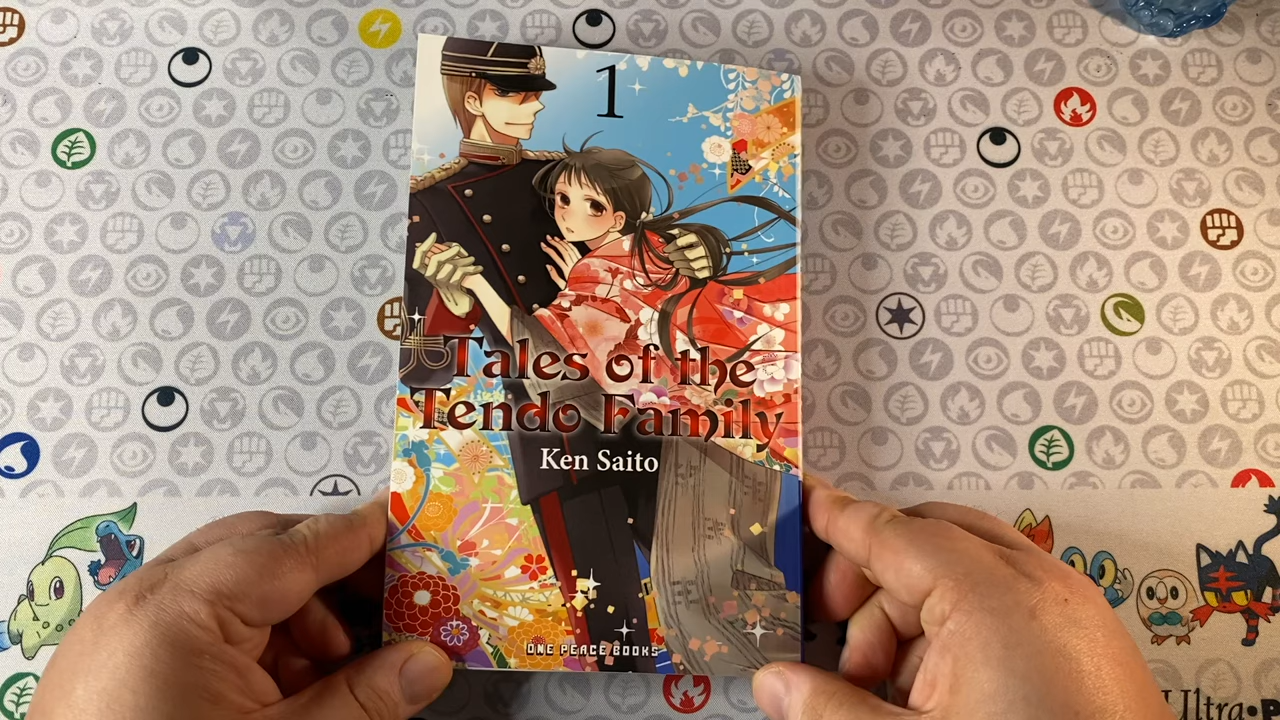 1
Tales of the
Tendo Family
Ken Saito
ONE PEACE BOOKS
Ultra